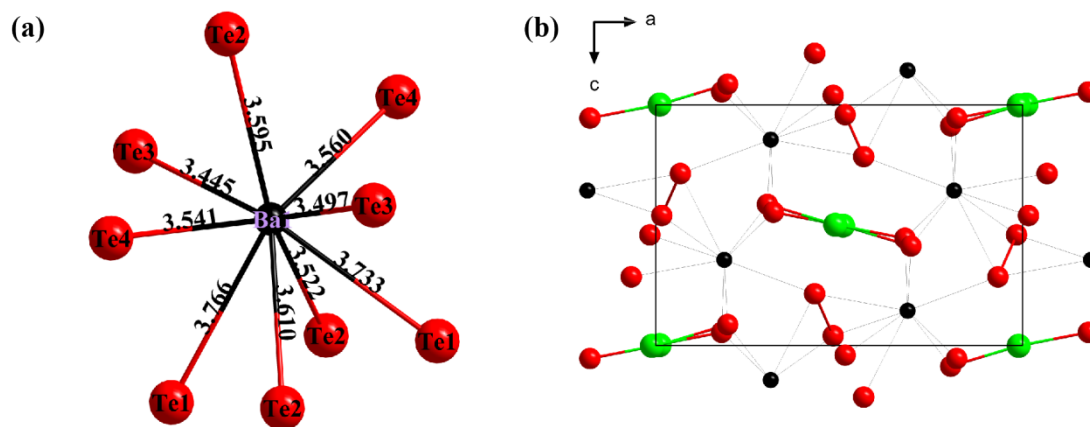 (a)
Te2
Te4
3.595
3.560
Te3
3.445
3.497
Te3
Ba1
3.541
Te4
3.522
3.733
3.766
3.610
Te2
Te1
Te1
Te2
(b)
a
c